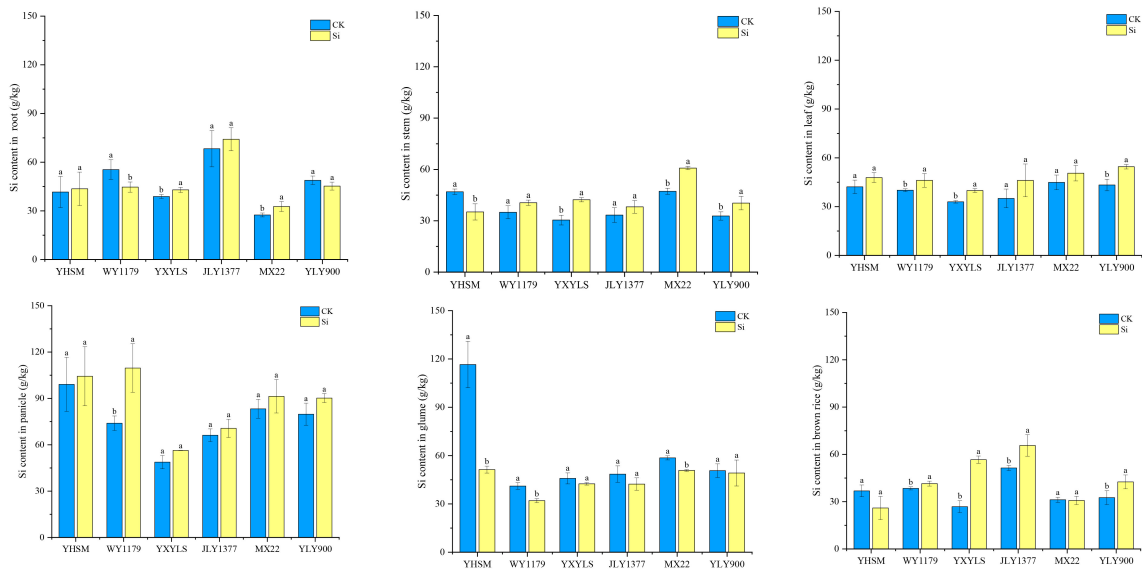 150
120
90
60
30
0
Si content in root (g/kg)
CK
Si
a a a b b a a a b a a a
YHSM WY1179 YXYLS JLY1377 MX22 YLY900
150
120
90
60
30
0
Si content in stem (g/kg)
CK
Si
a b a a b a a a b a b a
YHSM WY1179 YXYLS JLY1377 MX22 YLY900
150
120
90
60
30
0
Si content in leaf (g/kg)
CK
Si
a a b a b a a a a a b a
YHSM WY1179 YXYLS JLY1377 MX22 YLY900
150
120
90
60
30
0
Si content in panicle (g/kg)
CK
Si
a a b a a a a a a a a a
YHSM WY1179 YXYLS JLY1377 MX22 YLY900
150
120
90
60
30
0
Si content in glume (g/kg)
CK
Si
a b a b a a a a a b a a
YHSM WY1179 YXYLS JLY1377 MX22 YLY900
150
120
90
60
30
0
Si content in brown rice (g/kg)
CK
Si
a a b a b a b a a a b a
YHSM WY1179 YXYLS JLY1377 MX22 YLY900